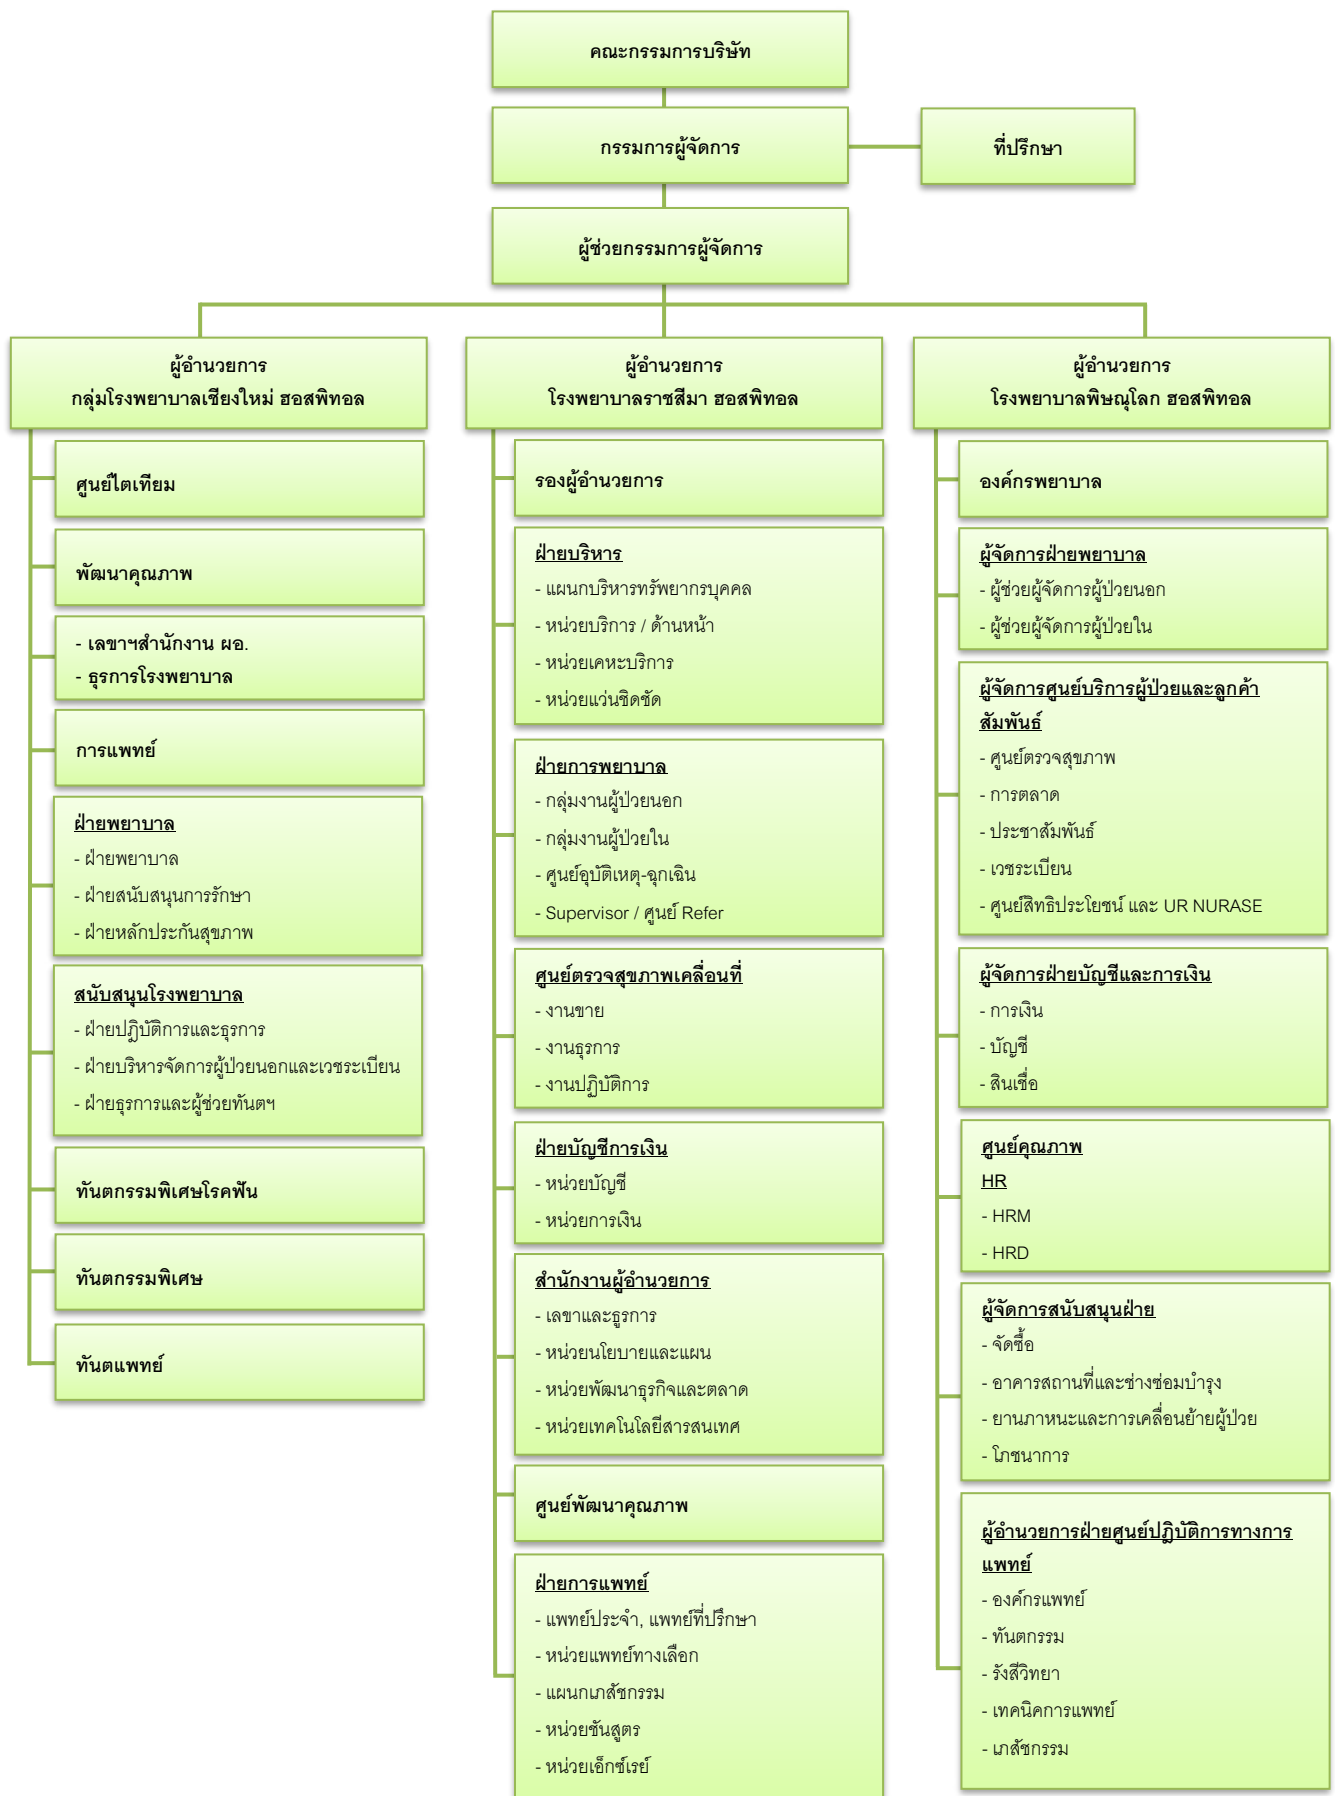 คณะกรรมการบริษัท
กรรมการผู้จัดการ
ที่ปรึกษา
ผู้ช่วยกรรมการผู้จัดการ
ผู้อำนวยการ
กลุ่มโรงพยาบาลเชียงใหม่ ฮอสพิทอล
ศูนย์ไตเทียม
พัฒนาคุณภาพ
- เลขาฯสำนักงาน ผอ.
- ธุรการโรงพยาบาล
การแพทย์
ฝ่ายพยาบาล
- ฝ่ายพยาบาล
- ฝ่ายสนับสนุนการรักษา
- ฝ่ายหลักประกันสุขภาพ
สนับสนุนโรงพยาบาล
- ฝ่ายปฏิบัติการและธุรการ
- ฝ่ายบริหารจัดการผู้ป่วยนอกและเวชระเบียน
- ฝ่ายธุรการและผู้ช่วยทันตฯ
ทันตกรรมพิเศษโรคฟัน
ทันตกรรมพิเศษ
ทันตแพทย์
ผู้อำนวยการ
โรงพยาบาลราชสีมา ฮอสพิทอล
รองผู้อำนวยการ
ฝ่ายบริหาร
- แผนกบริหารทรัพยากรบุคคล
- หน่วยบริการ / ด้านหน้า
- หน่วยเคหะบริการ
- หน่วยแว่นชิดชัด
ฝ่ายการพยาบาล
- กลุ่มงานผู้ป่วยนอก
- กลุ่มงานผู้ป่วยใน
- ศูนย์อุบัติเหตุ-ฉุกเฉิน
- Supervisor / ศูนย์ Refer
ศูนย์ตรวจสุขภาพเคลื่อนที่
- งานขาย
- งานธุรการ
- งานปฏิบัติการ
ฝ่ายบัญชีการเงิน
- หน่วยบัญชี
- หน่วยการเงิน
สำนักงานผู้อำนวยการ
- เลขาและธูรการ
- หน่วยนโยบายและแผน
- หน่วยพัฒนาธุรกิจและตลาด
- หน่วยเทคโนโลยีสารสนเทศ
ศูนย์พัฒนาคุณภาพ
ฝ่ายการแพทย์
- แพทย์ประจำ, แพทย์ที่ปรึกษา
- หน่วยแพทย์ทางเลือก
- แผนกเภสัชกรรม
- หน่วยชันสูตร
- หน่วยเอ็กซ์เรย์
ผู้อำนวยการ
โรงพยาบาลพิษณุโลก ฮอสพิทอล
องค์กรพยาบาล
ผู้จัดการฝ่ายพยาบาล
- ผู้ช่วยผู้จัดการผู้ป่วยนอก
- ผู้ช่วยผู้จัดการผู้ป่วยใน
ผู้จัดการศูนย์บริการผู้ป่วยและลูกค้า
สัมพันธ์
- ศูนย์ตรวจสุขภาพ
- การตลาด
- ประชาสัมพันธ์
- เวชระเบียน
- ศูนย์สิทธิประโยชน์ และ UR NURASE
ผู้จัดการฝ่ายบัญชีและการเงิน
- การเงิน
- บัญชี
- สินเชื่อ
ศูนย์คุณภาพ
HR
- HRM
- HRD
ผู้จัดการสนับสนุนฝ่าย
- จัดซื้อ
- อาคารสถานที่และช่างซ่อมบำรุง
- ยานภาหนะและการเคลื่อนย้ายผู้ป่วย
- โภชนาการ
ผู้อำนวยการฝ่ายศูนย์ปฏิบัติการทางการ
แพทย์
- องค์กรแพทย์
- ทันตกรรม
- รังสีวิทยา
- เทคนิคการแพทย์
- เภสัชกรรม